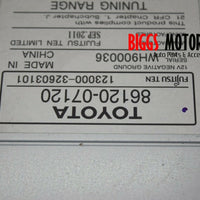 TOYOTA
86120-07120
FUJITSU TEN 123000-32603101
12V NEGATIVE GROUND
SERIAL WH900036
MADE IN CHINA
FUJITSU TEN LIMITED
SEP.2011
This product complies with
21 CFR Chapter 1, Subchapter J
TUNING RANGE
BIGGS MOTOR